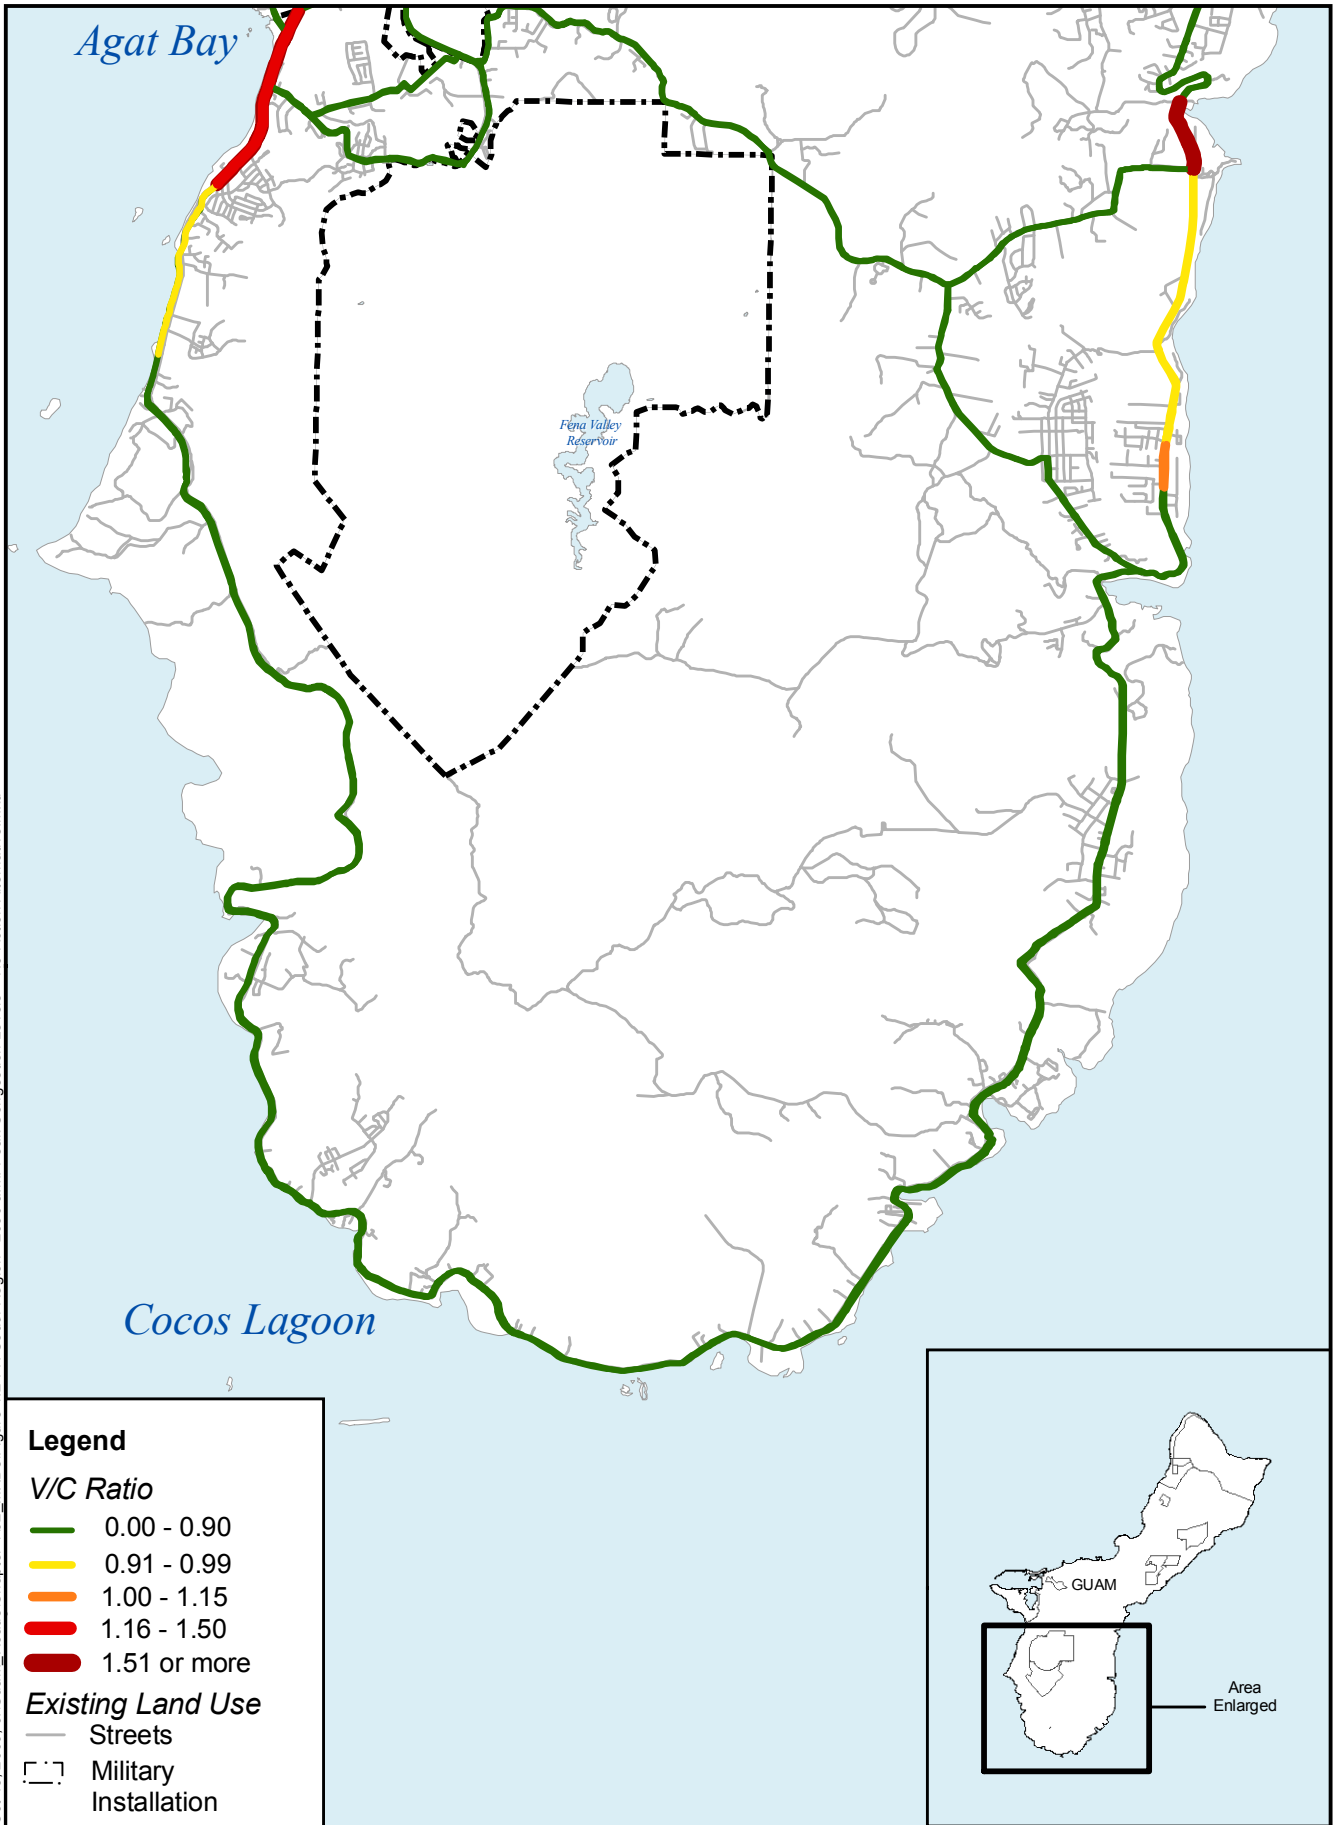 Agat Bay
Fena Valley
Reservoir
Cocos Lagoon
Legend
V/C Ratio
0.00 - 0.90
0.91 - 0.99
1.00 - 1.15
1.16 - 1.50
1.51 or more
Existing Land Use
Streets
Military
Installation
GUAM
Area
Enlarged